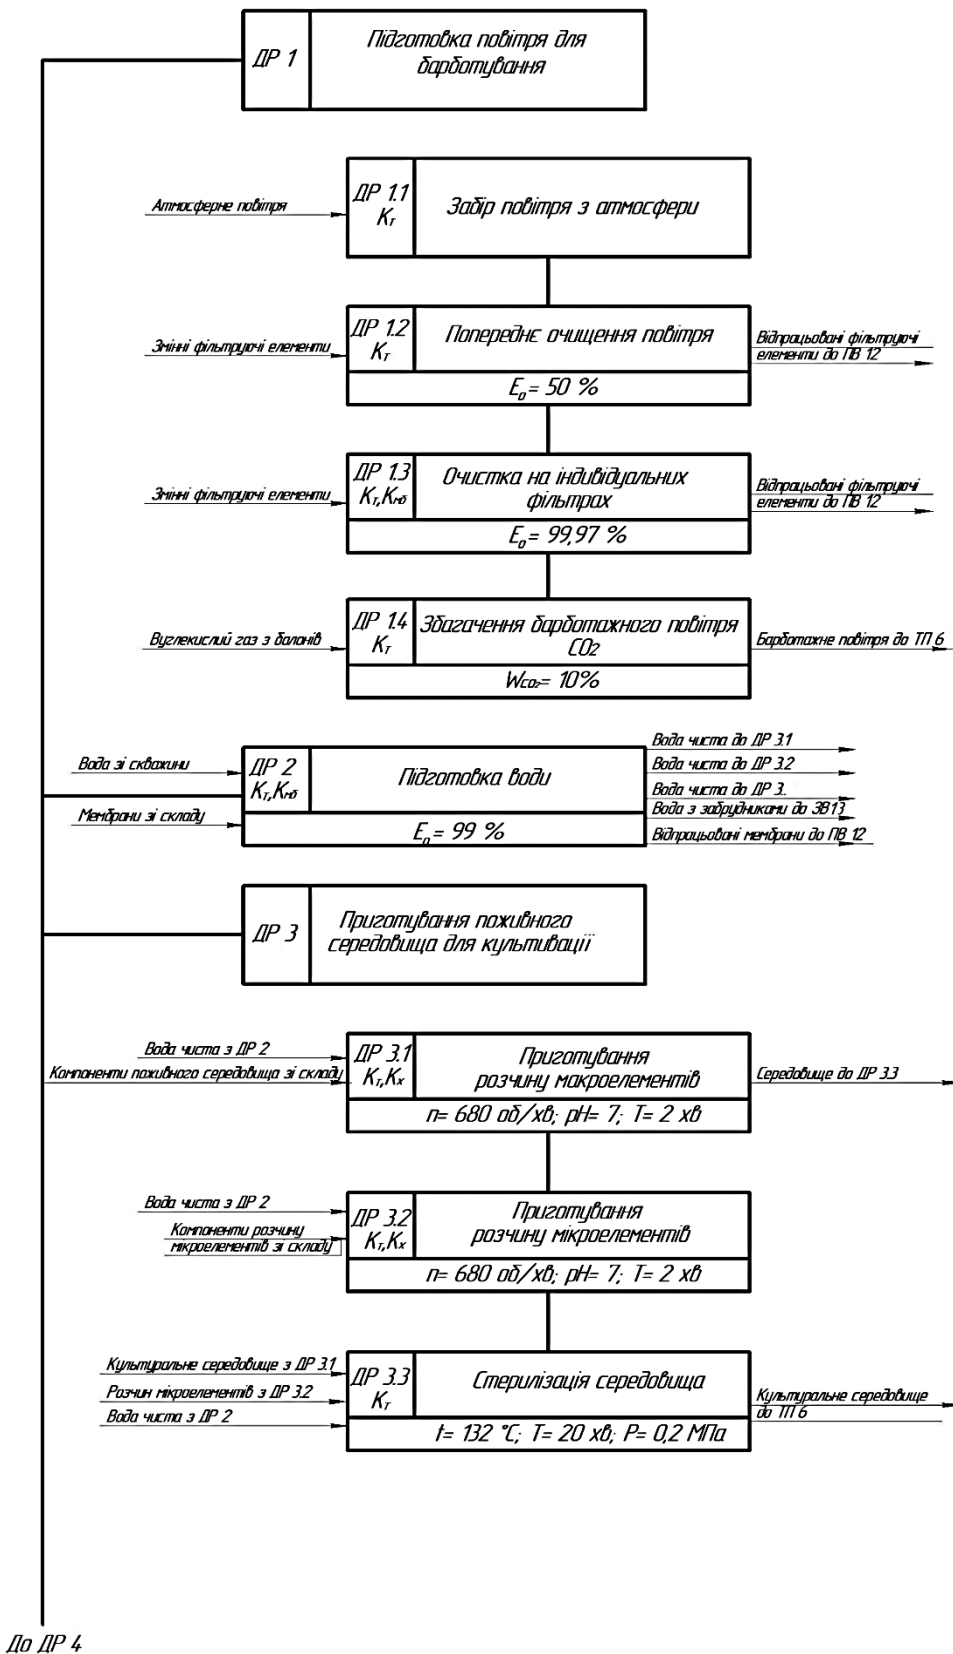 ДР 1
Підготовка повітря для
барботування
Атмосферне повітря
ДР 1.1
Кт
Забір повітря з атмосфери
Змінні фільтруючі елементи
ДР 1.2
Кт
Попереднє очищення повітря
Е₀= 50 %
Відпрацьовані фільтруючі
елементи до ПВ 12
Змінні фільтруючі елементи
ДР 1.3
Кт,Кмб
Очистка на індивідуальних
фільтрах
Е₀= 99,97 %
Відпрацьовані фільтруючі
елементи до ПВ 12
Вуглекислий газ з балонів
ДР 1.4
Кт
Збагачення барботажного повітря
СО₂
Wсо₂= 10%
Барботажне повітря до ТП 6
Вода зі скважини
Мембрани зі складу
ДР 2
Кт,Кмб
Підготовка води
Е₀= 99 %
Вода чиста до ДР 3.1
Вода чиста до ДР 3.2
Вода чиста до ДР 3..
Вода з забрудниками до ЗВ13
Відпрацьовані мембрани до ПВ 12
ДР 3
Приготування поживного
середовища для культивації
Вода чиста з ДР 2
Компоненти поживного середовища зі складу
ДР 3.1
Кт,Кх
Приготування
розчину макроелементів
n= 680 об/хв; pH= 7; T= 2 хв
Середовище до ДР 3.3
Вода чиста з ДР 2
Компоненти розчину
мікроелементів зі складу
ДР 3.2
Кт,Кх
Приготування
розчину мікроелементів
n= 680 об/хв; pH= 7; T= 2 хв
Культуральне середовище з ДР 3.1
Розчин мікроелементів з ДР 3.2
Вода чиста з ДР 2
ДР 3.3
Кт
Стерилізація середовища
t= 132 °С; T= 20 хв; P= 0,2 МПа
Культуральне середовище
до ТП 6
До ДР 4